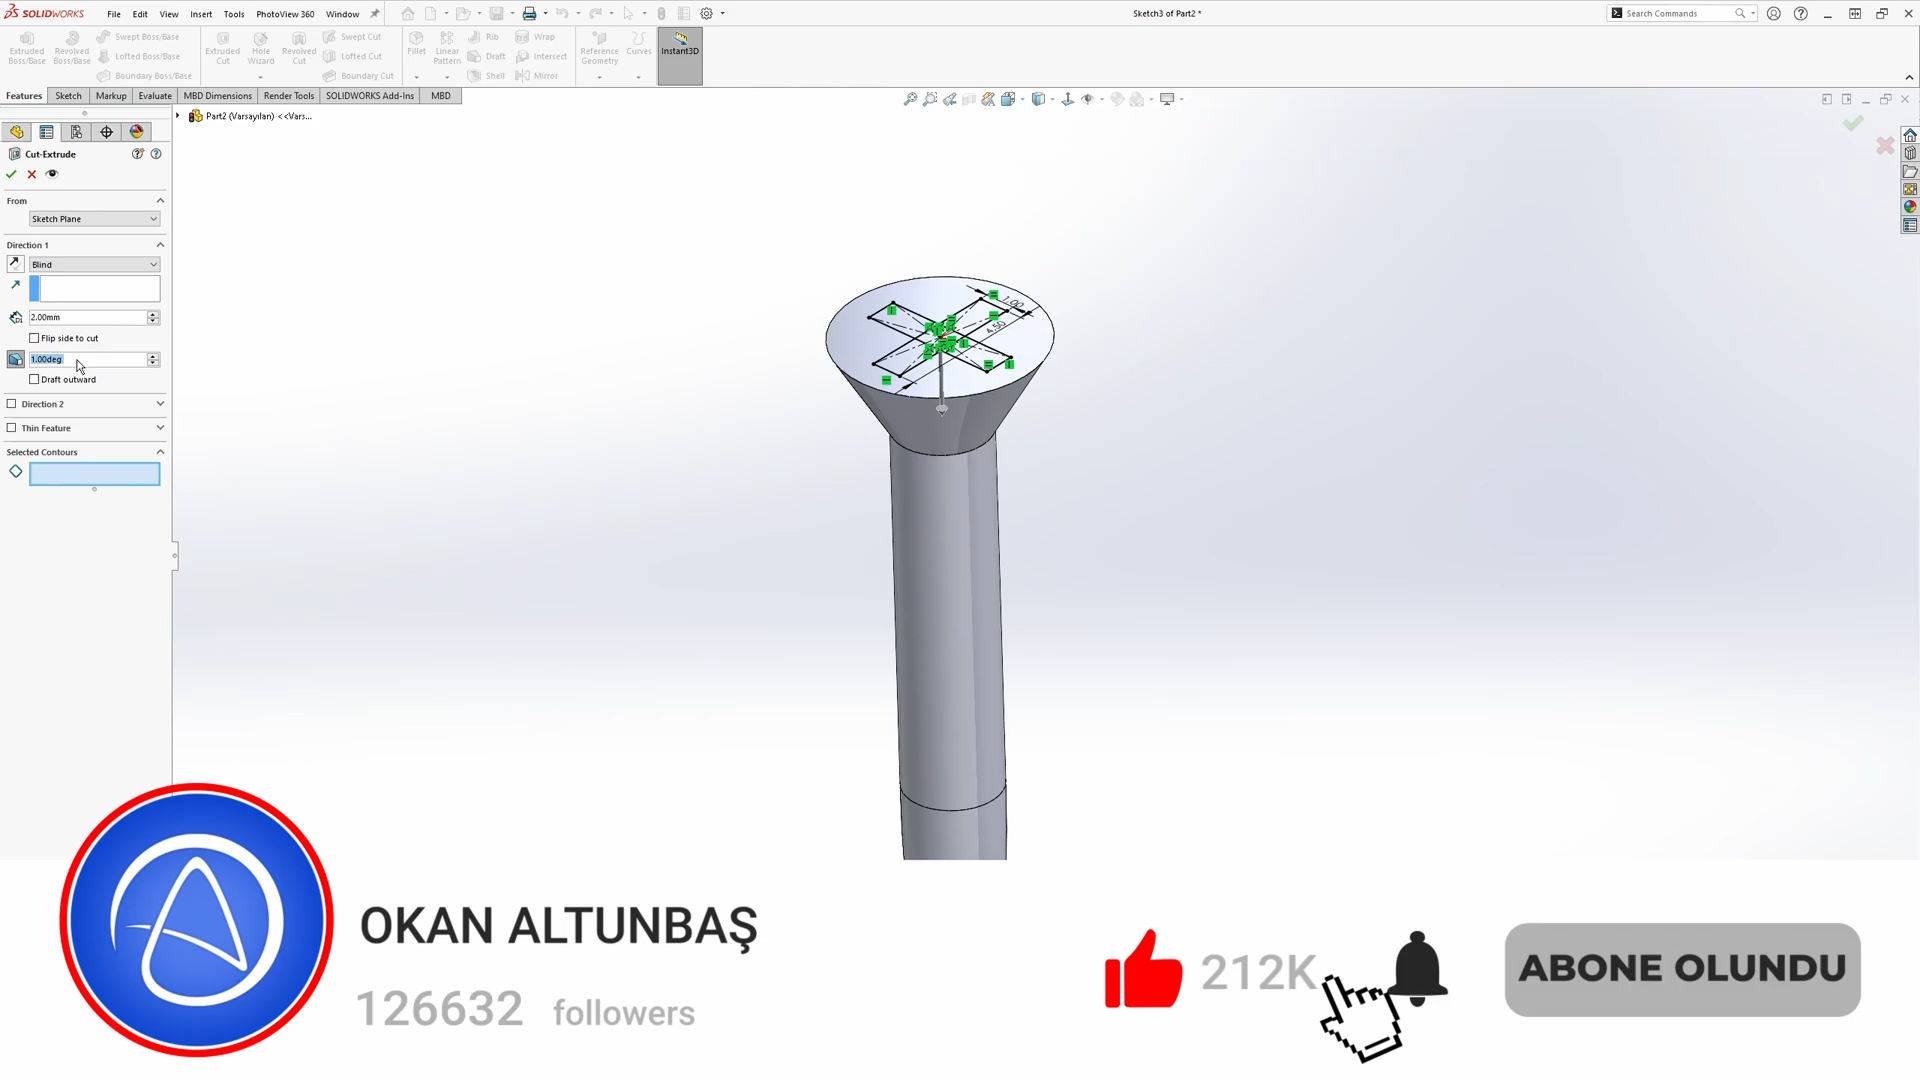 SOLIDWORKS File Edit View Insert Tools PhotoView 360 Window Sketch3 of Part2 * Search Commands
Extruded Boss/Base
Revolved Boss/Base
Swept Boss/Base
Lofted Boss/Base
Boundary Boss/Base
Extruded Cut
Hole Wizard
Revolved Cut
Swept Cut
Lofted Cut
Boundary Cut
Fillet
Linear Pattern
Rib
Draft
Shell
Wrap
Intersect
Mirror
Reference Geometry
Curves
Instant3D
Features Sketch Markup Evaluate MBD Dimensions Render Tools SOLIDWORKS Add-Ins MBD
Part2 (Varsayılan) <<Vars...
Cut-Extrude
From
Sketch Plane
Direction 1
Blind
2.00mm
Flip side to cut
1.00deg
Draft outward
Direction 2
Thin Feature
Selected Contours
1.00
4.50
OKAN ALTUNBAŞ
126632 followers
212K
ABONE OLUNDU